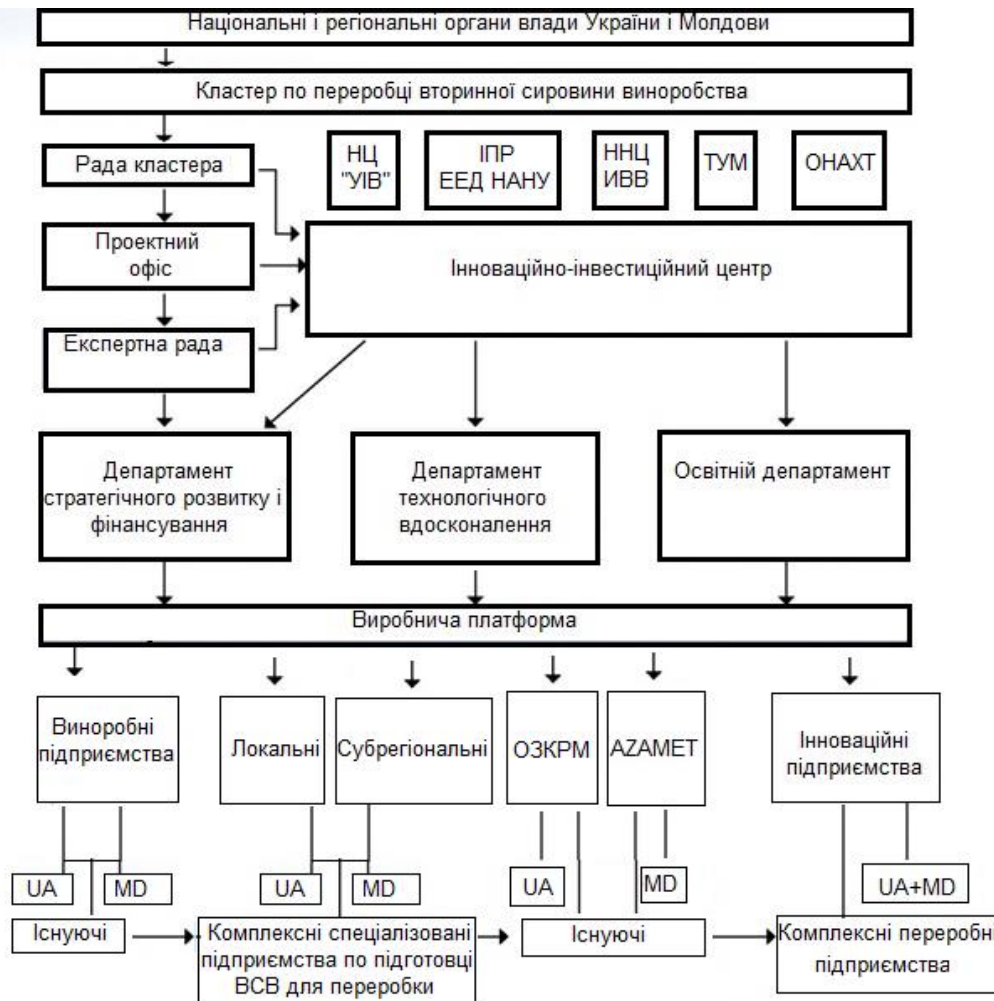 Національні і регіональні органи влади України і Молдови
Кластер по переробці вторинної сировини виноробства
Рада кластера
НЦ
"УІВ"
ІПР
ЕЕД НАНУ
ННЦ
ИВВ
ТУМ
ОНАХТ
Проектний
офіс
Інноваційно-інвестиційний центр
Експертна рада
Департамент
стратегічного розвитку і
фінансування
Департамент
технологічного
вдосконалення
Освітній департамент
Виробнича платформа
Виноробні
підприємства
Локальні
Субрегіональні
ОЗКРМ
AZAMET
Інноваційні
підприємства
UA
MD
UA
MD
UA
MD
UA+MD
Існуючі
Комплексні спеціалізовані
підприємства по підготовці
ВСВ для переробки
Існуючі
Комплексні переробні
підприємства